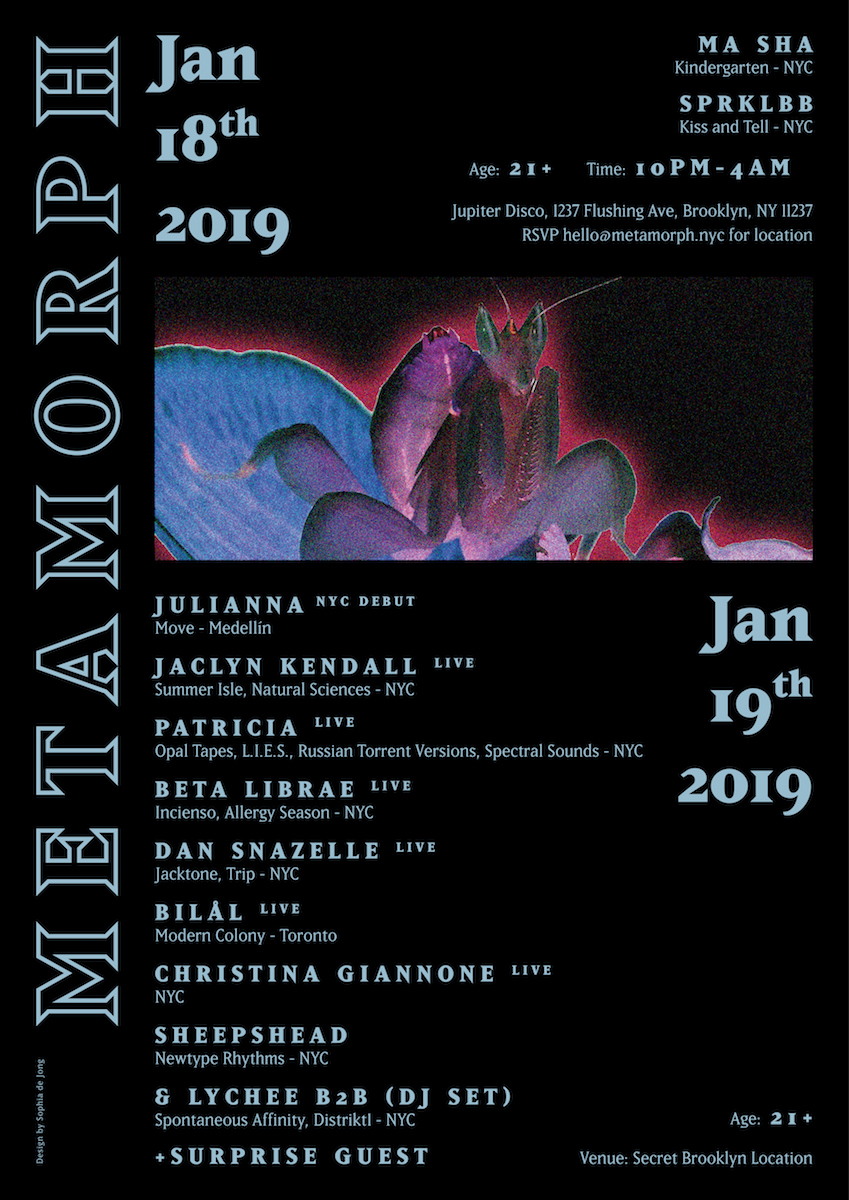 METAMORPH
Jan
18th
2019
MA SHA
Kindergarten - NYC
SPRKLBB
Kiss and Tell - NYC
Age: 21+ Time: 10PM-4AM
Jupiter Disco, 1237 Flushing Ave, Brooklyn, NY 11237
RSVP hello@metamorph.nyc for location
JULIANNA NYC DEBUT
Move - Medellín
JACLYN KENDALL LIVE
Summer Isle, Natural Sciences - NYC
PATRICIA LIVE
Opal Tapes, L.I.E.S., Russian Torrent Versions, Spectral Sounds - NYC
BETA LIBRAE LIVE
Incienso, Allergy Season - NYC
DAN SNAZELLE LIVE
Jacktone, Trip - NYC
BILÅL LIVE
Modern Colony - Toronto
CHRISTINA GIANNONE LIVE
NYC
SHEEPSHEAD
Newtype Rhythms - NYC
& LYCHEE B2B (DJ SET)
Spontaneous Affinity, Distriktl - NYC
+SURPRISE GUEST
Jan
19th
2019
Age: 21+
Venue: Secret Brooklyn Location
Design by Sophia de Jong